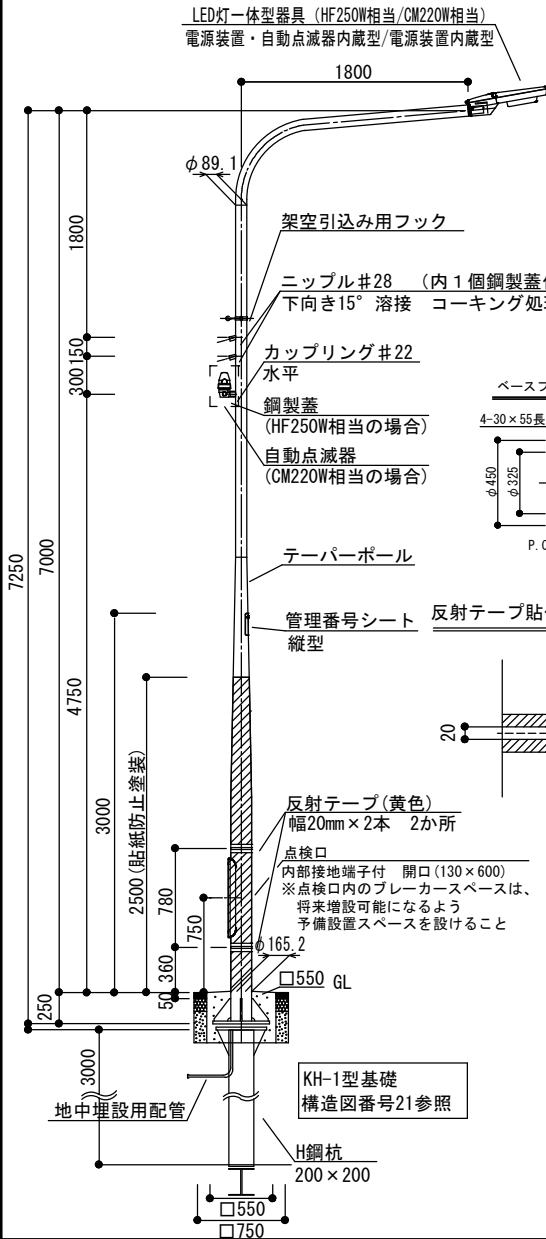 LED灯一体型器具（HF250W相当/CM220W相当）
電源装置・自動点滅器内蔵型/電源装置内蔵型
1800
φ89.1
架空引込み用フック
1800
ニップル♯28　（内１個鋼製蓋
下向き15°溶接　コーキング処
150
300
カップリング♯22
水平
鋼製蓋
(HF250W相当の場合)
自動点滅器
(CM220W相当の場合)
ベース
4-30×55長
φ450
φ325
P.C
7250
7000
4750
テーパーポール
管理番号シート
縦型
反射テープ貼
20
3000
2500(貼紙防止塗装)
反射テープ(黄色)
幅20mm×2本　2か所
点検口
内部接地端子付　開口(130×600)
※点検口内のブレーカースペースは、
将来増設可能になるよう
予備設置スペースを設けること
780
750
360
φ165.2
□550 GL
50
250
3000
地中埋設用配管
KH-1型基礎
構造図番号21参照
H鋼杭
200×200
□550
□750